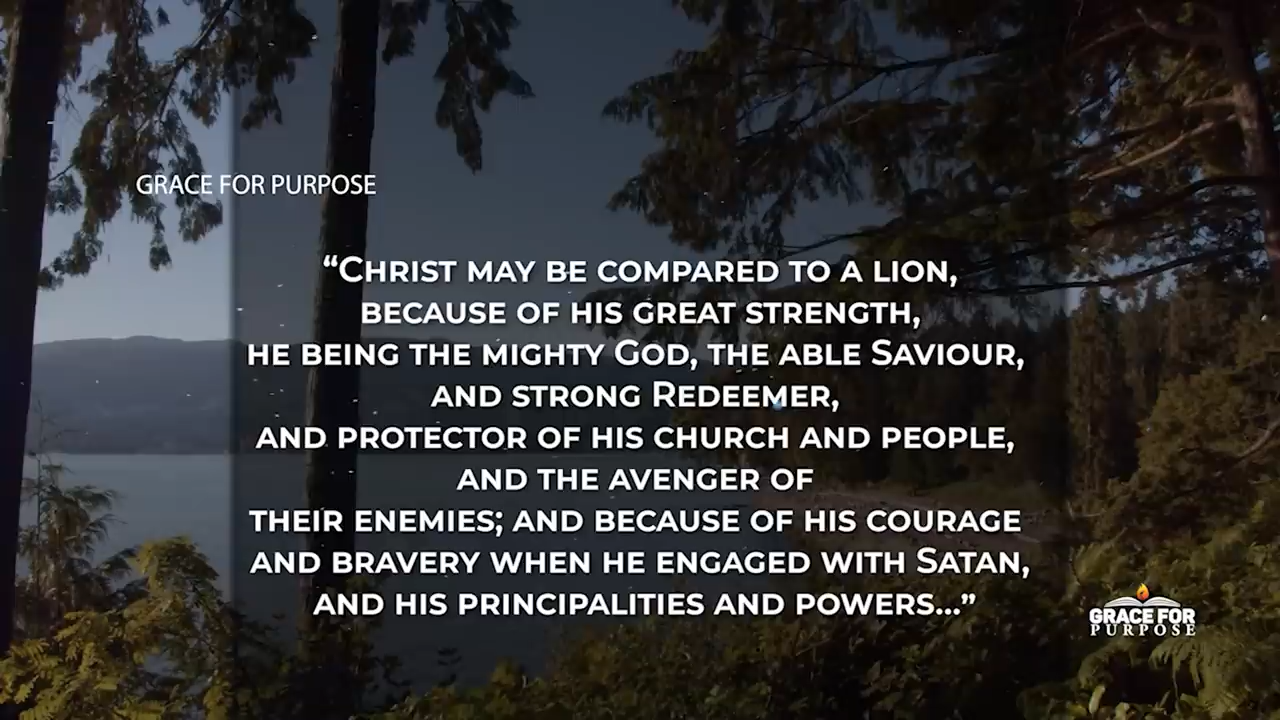 GRACE FOR PURPOSE
“CHRIST MAY BE COMPARED TO A LION,
BECAUSE OF HIS GREAT STRENGTH,
HE BEING THE MIGHTY GOD, THE ABLE SAVIOUR,
AND STRONG REDEEMER,
AND PROTECTOR OF HIS CHURCH AND PEOPLE,
AND THE AVENGER OF
THEIR ENEMIES; AND BECAUSE OF HIS COURAGE
AND BRAVERY WHEN HE ENGAGED WITH SATAN,
AND HIS PRINCIPALITIES AND POWERS...”
GRACE FOR
PURPOSE